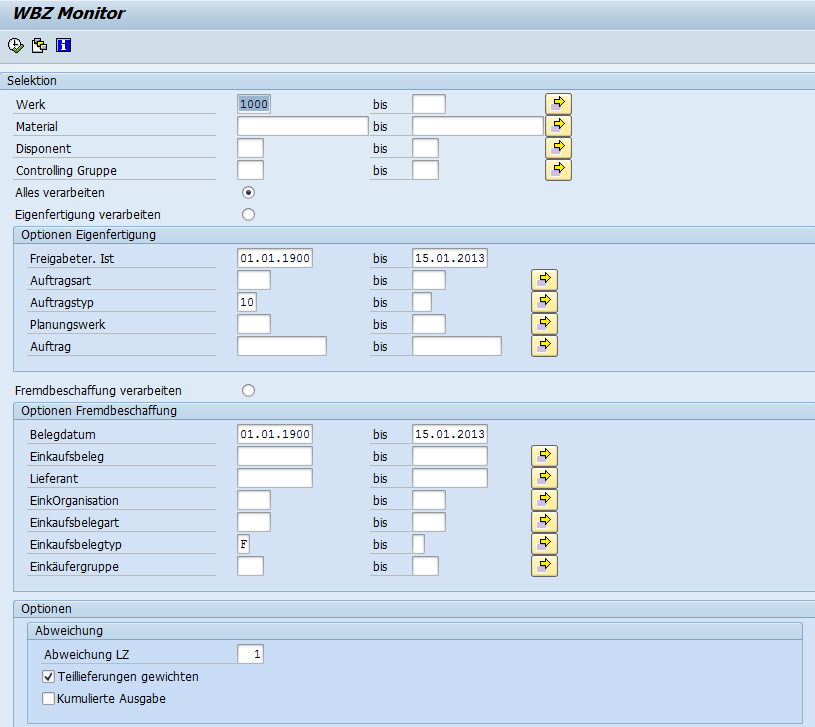 WBZ Monitor
Selektion
Werk 1000 bis
Material bis
Disponent bis
Controlling Gruppe bis
Alles verarbeiten
Eigenfertigung verarbeiten
Optionen Eigenfertigung
Freigabeter. Ist 01.01.1900 bis 15.01.2013
Auftragsart bis
Auftragstyp 10 bis
Planungswerk bis
Auftrag bis
Fremdbeschaffung verarbeiten
Optionen Fremdbeschaffung
Belegdatum 01.01.1900 bis 15.01.2013
Einkaufsbeleg bis
Lieferant bis
EinkOrganisation bis
Einkaufsbelegart bis
Einkaufsbelegtyp F bis
Einkäufergruppe bis
Optionen
Abweichung
Abweichung LZ 1
Teillieferungen gewichten
Kumulierte Ausgabe